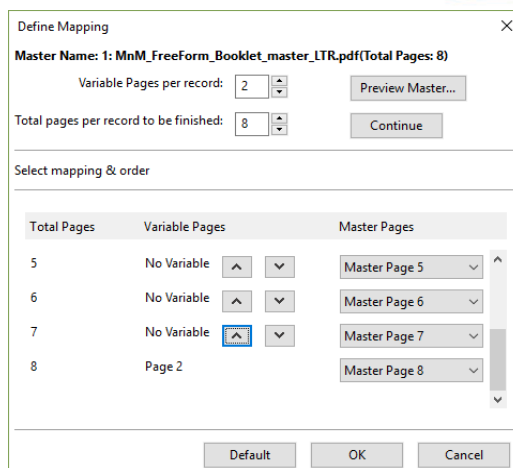 Define Mapping
Master Name: 1: MnM_FreeForm_Booklet_master_LTR.pdf(Total Pages: 8)
Variable Pages per record: 2 Preview Master...
Total pages per record to be finished: 8 Continue
Select mapping & order
Total Pages Variable Pages Master Pages
5 No Variable Master Page 5
6 No Variable Master Page 6
7 No Variable Master Page 7
8 Page 2 Master Page 8
Default OK Cancel